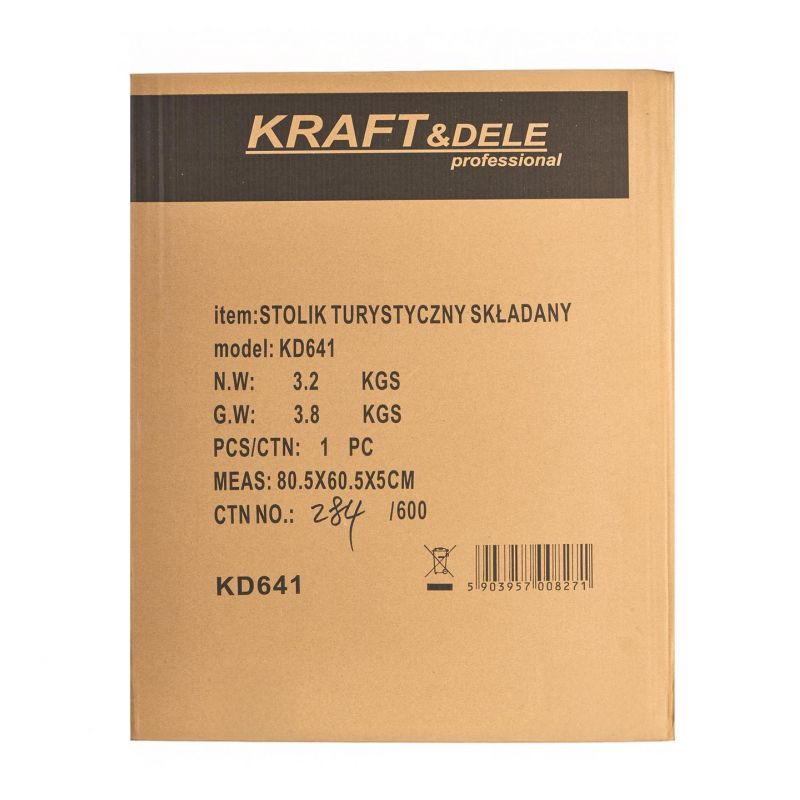 KRAFT&DELE
professional
item:STOLIK TURYSTYCZNY SKŁADANY
model: KD641
N.W: 3.2 KGS
G.W: 3.8 KGS
PCS/CTN: 1 PC
MEAS: 80.5X60.5X5CM
CTN NO.: 284 /600
KD641
5 903957 008271